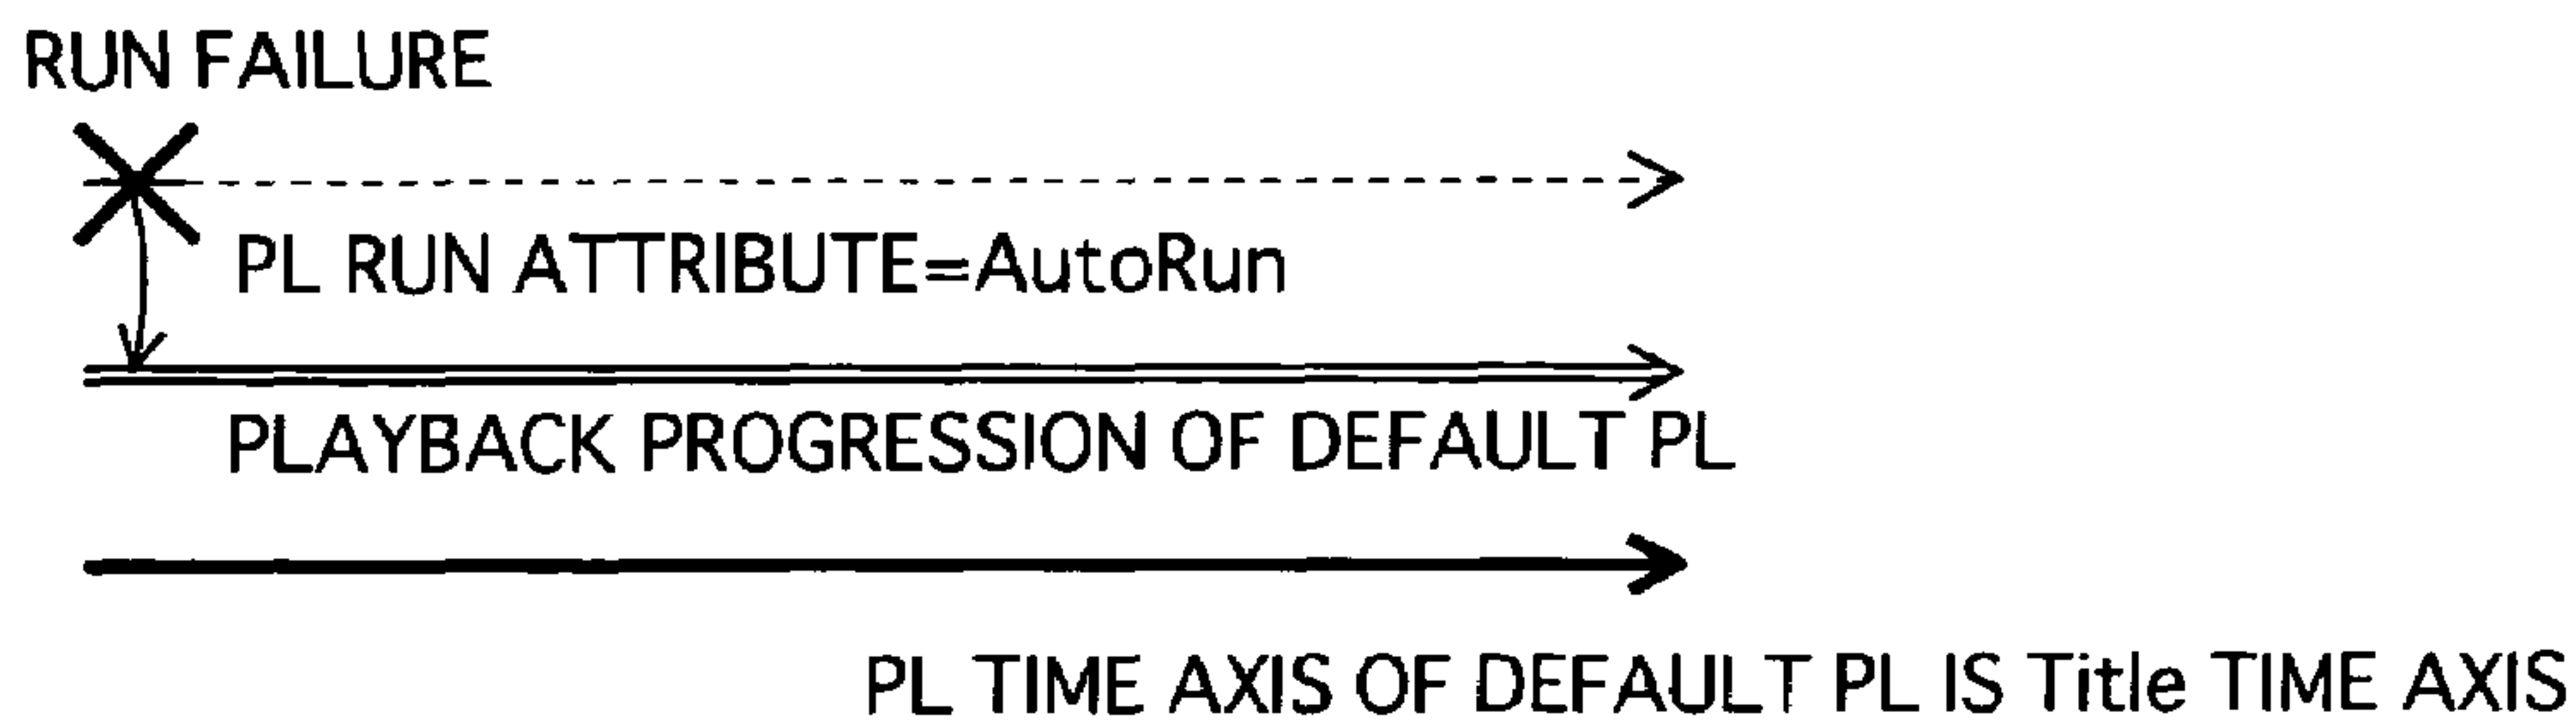 RUN FAILURE
PL RUN ATTRIBUTE=AutoRun
PLAYBACK PROGRESSION OF DEFAULT PL
PL TIME AXIS OF DEFAULT PL IS Title TIME AXIS